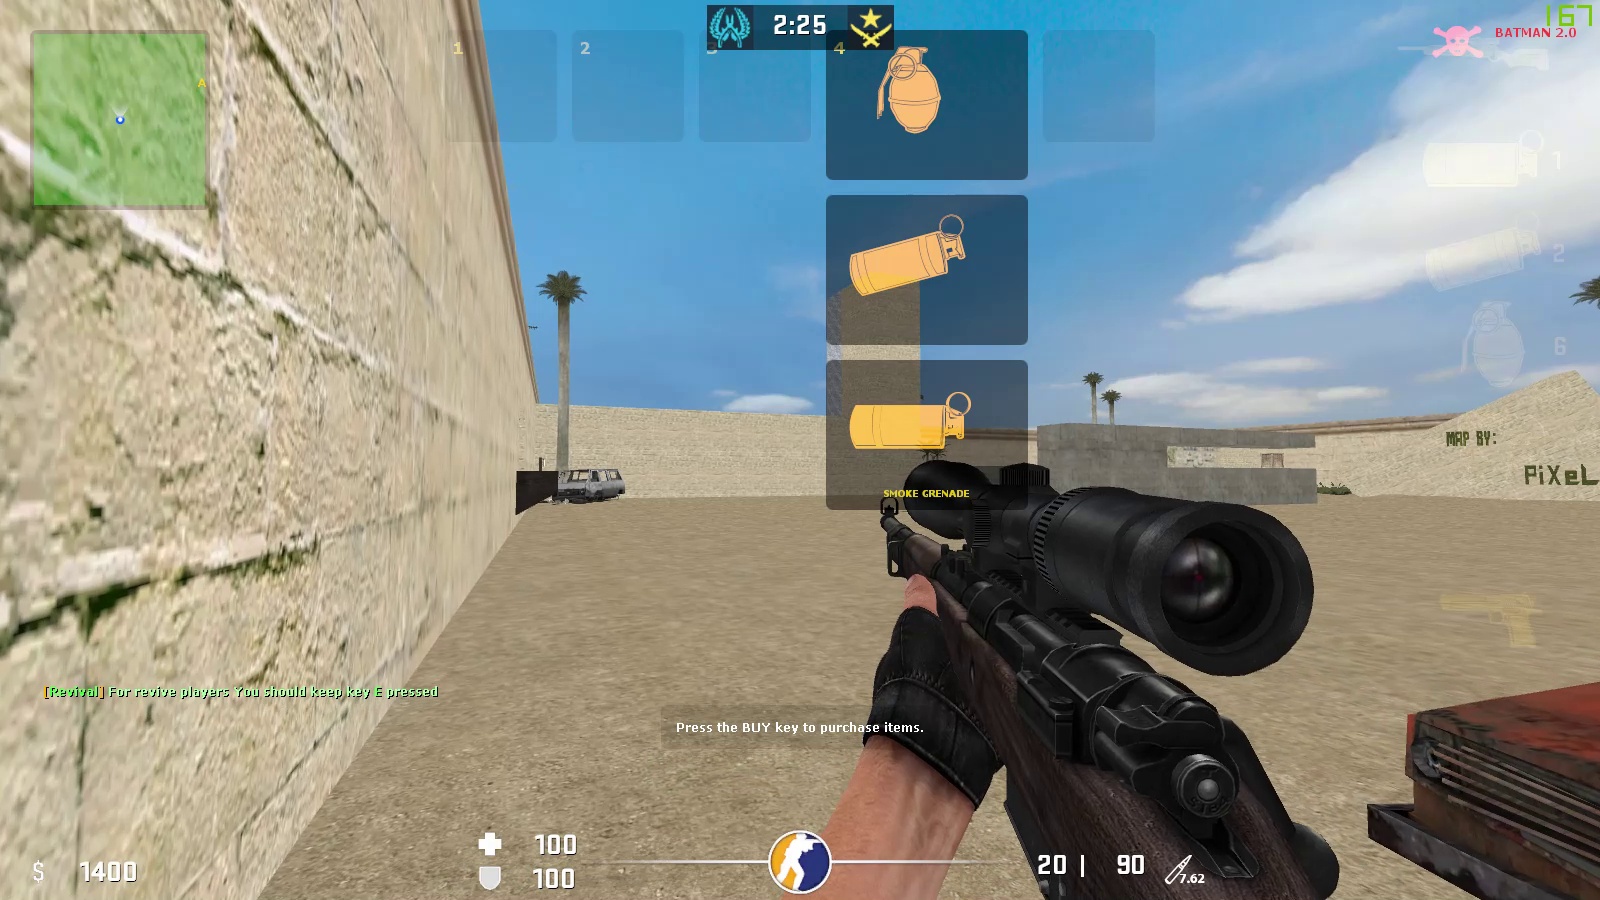 167
2:25
BATMAN 2.0
1
2
3
4
A
1
2
SMOKE GRENADE
6
MAP BY:
PiXeL
[Revival] For revive players You should keep key E pressed
Press the BUY key to purchase items.
100
100
$ 1400
20 | 90
7.62